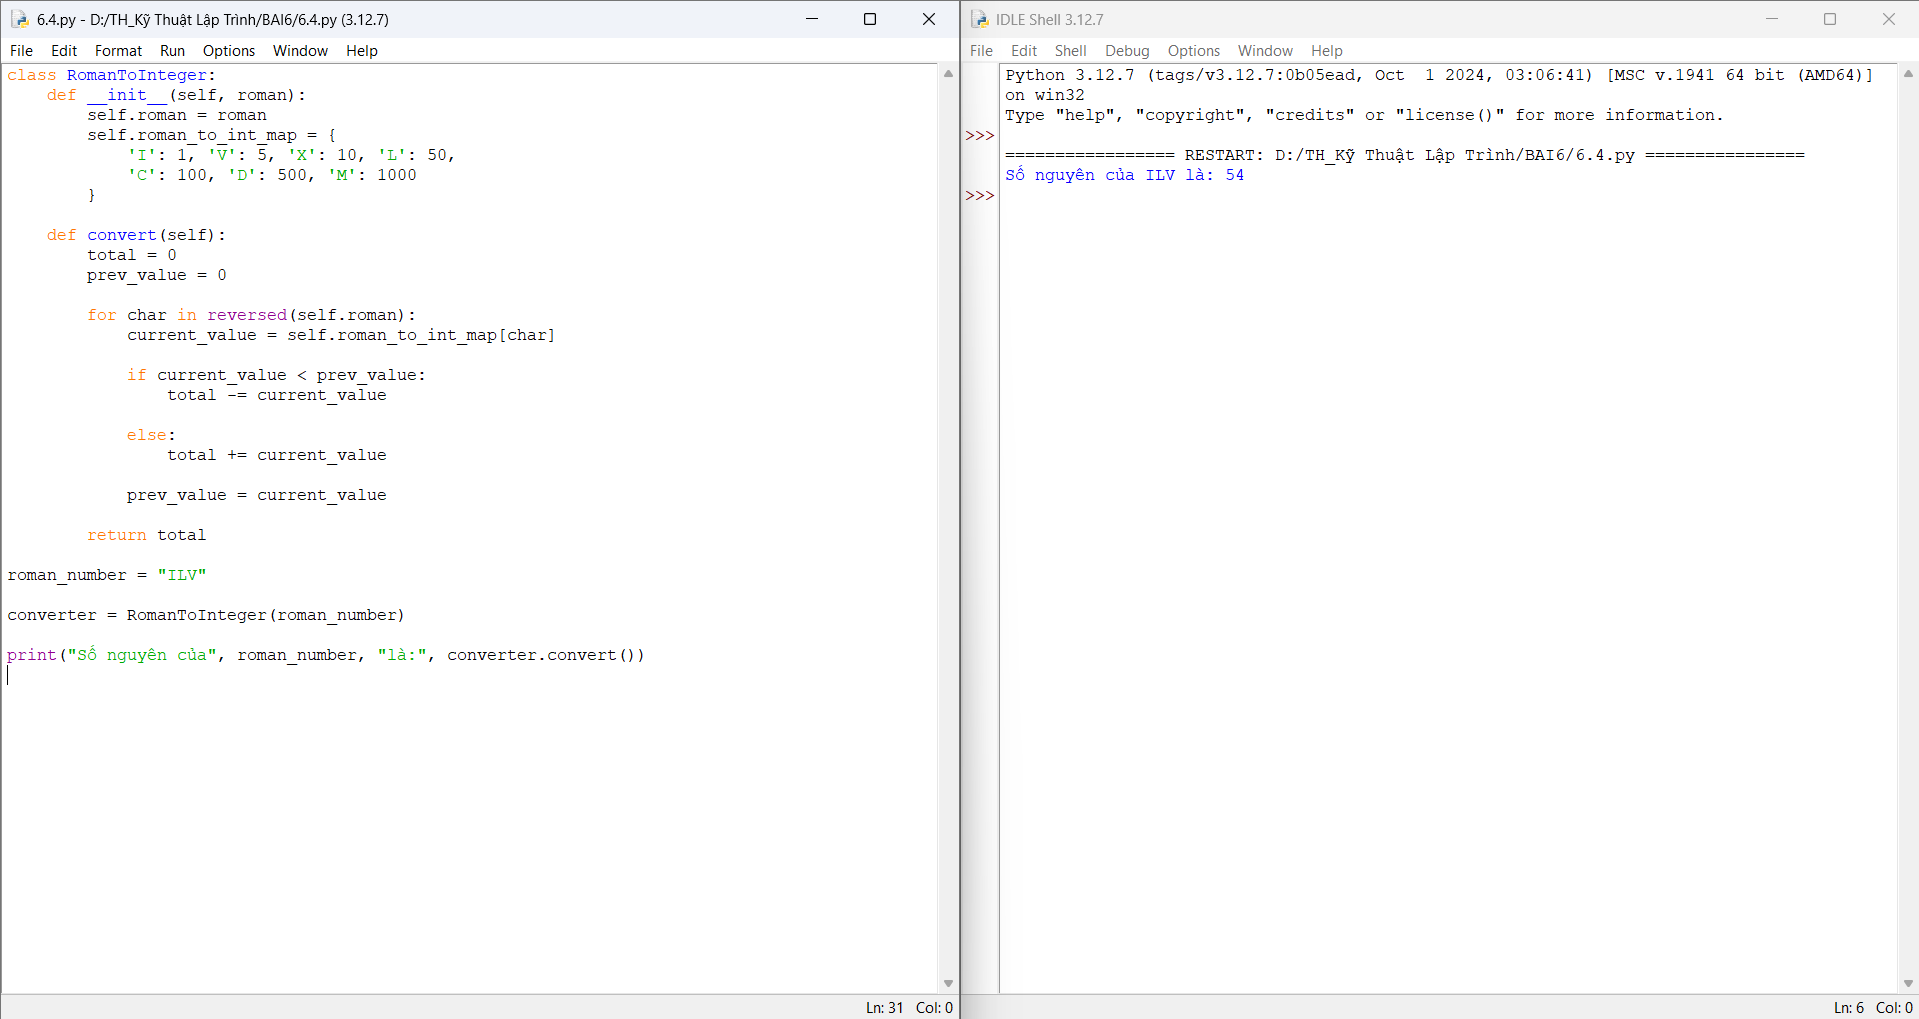 6.4.py - D:/TH_Kỹ Thuật Lập Trình/BAI6/6.4.py (3.12.7)
File Edit Format Run Options Window Help
class RomanToInteger:
    def __init__(self, roman):
        self.roman = roman
        self.roman_to_int_map = {
            'I': 1, 'V': 5, 'X': 10, 'L': 50,
            'C': 100, 'D': 500, 'M': 1000
        }
    def convert(self):
        total = 0
        prev_value = 0
        for char in reversed(self.roman):
            current_value = self.roman_to_int_map[char]
            if current_value < prev_value:
                total -= current_value
            else:
                total += current_value
            prev_value = current_value
        return total
roman_number = "ILV"
converter = RomanToInteger(roman_number)
print("Số nguyên của", roman_number, "là:", converter.convert())
Ln: 31 Col: 0
IDLE Shell 3.12.7
File Edit Shell Debug Options Window Help
Python 3.12.7 (tags/v3.12.7:0b05ead, Oct  1 2024, 03:06:41) [MSC v.1941 64 bit (AMD64)]
on win32
Type "help", "copyright", "credits" or "license()" for more information.
>>>
================= RESTART: D:/TH_Kỹ Thuật Lập Trình/BAI6/6.4.py ================
Số nguyên của ILV là: 54
>>>
Ln: 6 Col: 0